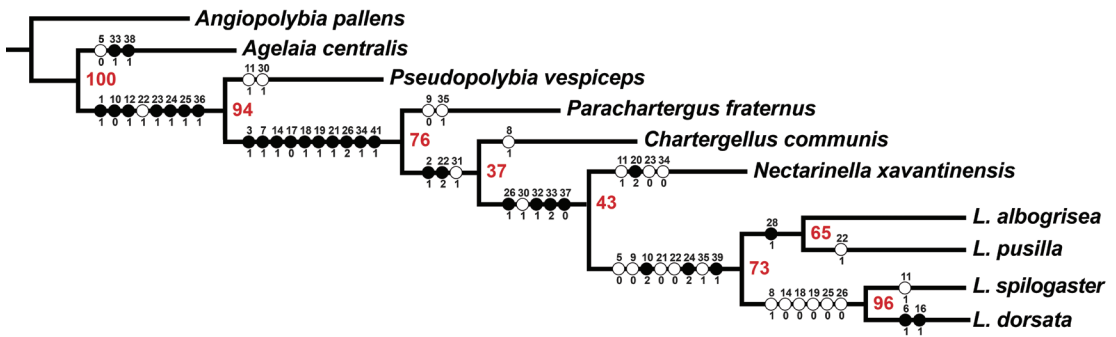 Angiopolybia pallens
5 33 38
0 1 1
Agelaia centralis
100
11 30
1 1
Pseudopolybia vespiceps
1 10 12 22 23 24 25 36
1 0 1 1 1 1 1 1
94
9 35
0 1
Parachartergus fraternus
3 7 14 17 18 19 21 26 34 41
1 1 1 0 1 1 1 2 1 1
76
8
1
Chartergellus communis
2 22 31
1 2 1
37
11 20 23 34
1 2 0 0
Nectarinella xavantinensis
26 30 32 33 37
1 1 1 2 0
43
28
1
L. albogrisea
65
22
1
L. pusilla
5 9 10 21 22 24 35 39
0 0 2 0 0 2 1 1
73
11
1
L. spilogaster
8 14 18 19 25 26
1 0 0 0 0 0
96
6 16
1 1
L. dorsata